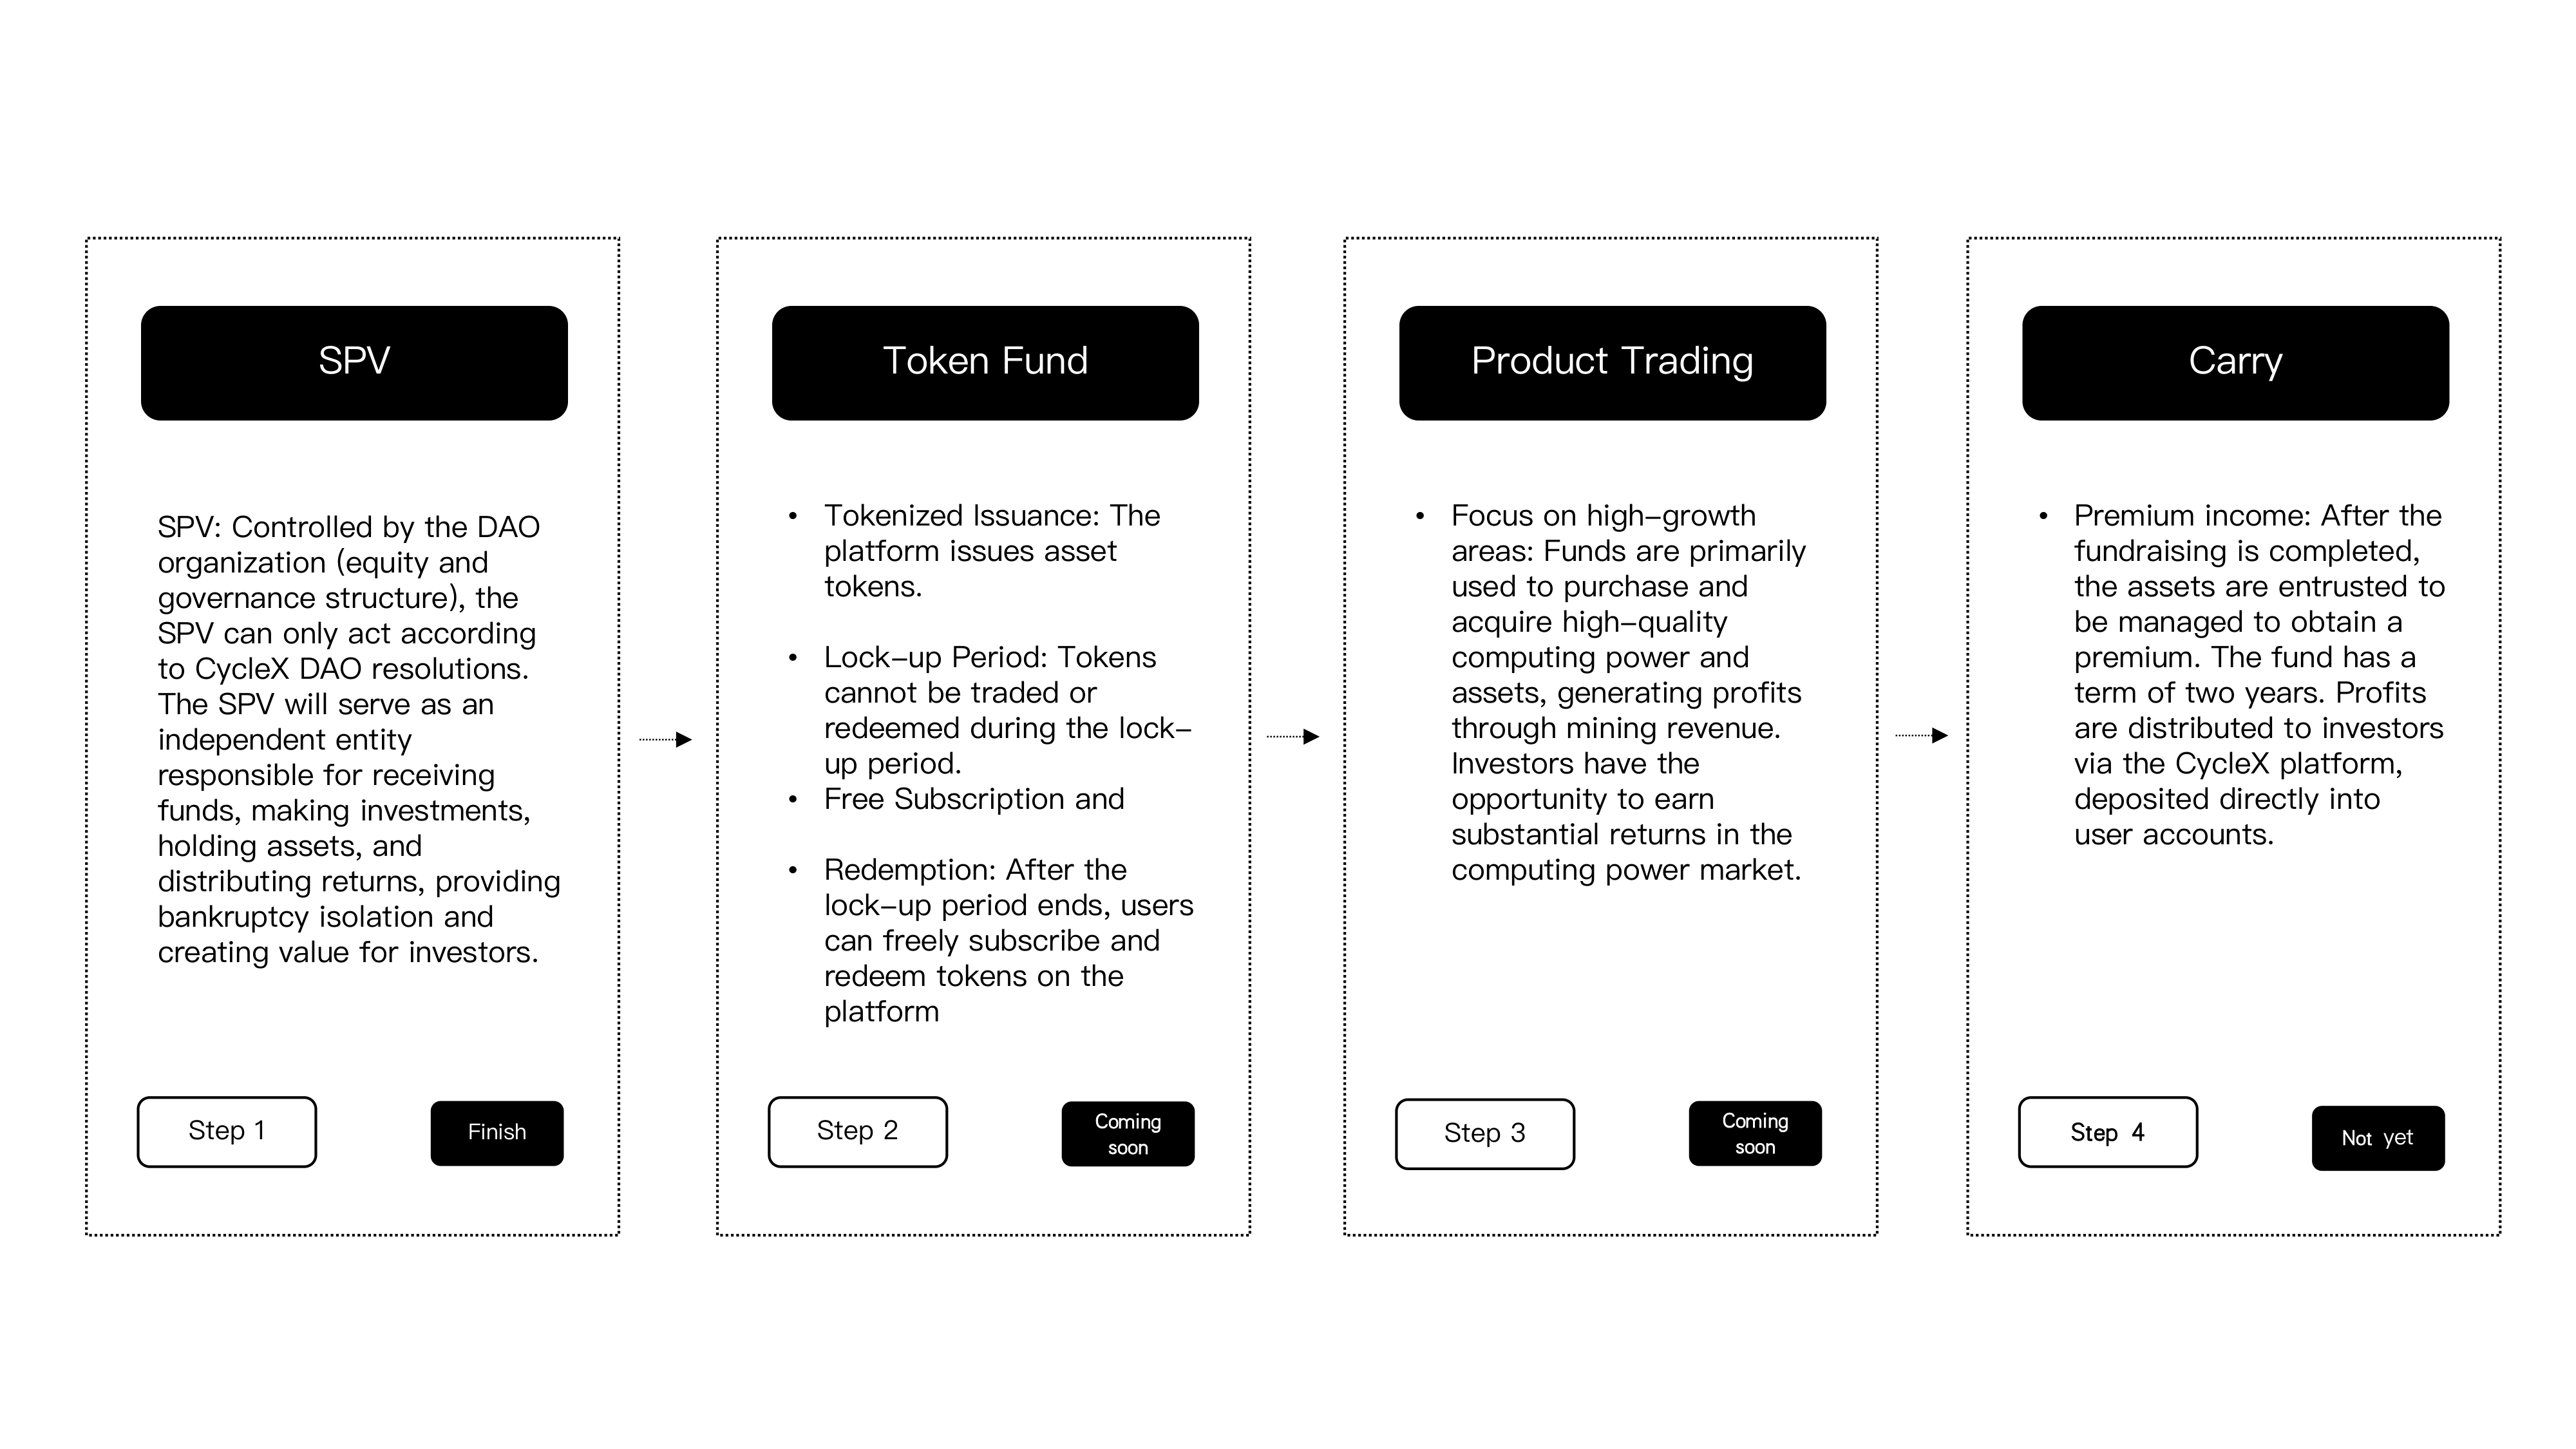 SPV
SPV: Controlled by the DAO
organization (equity and
governance structure), the
SPV can only act according
to CycleX DAO resolutions.
The SPV will serve as an
independent entity
responsible for receiving
funds, making investments,
holding assets, and
distributing returns, providing
bankruptcy isolation and
creating value for investors.
Step 1
Finish
Token Fund
• Tokenized Issuance: The
platform issues asset
tokens.
• Lock-up Period: Tokens
cannot be traded or
redeemed during the lock-
up period.
• Free Subscription and
• Redemption: After the
lock-up period ends, users
can freely subscribe and
redeem tokens on the
platform
Step 2
Coming
soon
Product Trading
• Focus on high-growth
areas: Funds are primarily
used to purchase and
acquire high-quality
computing power and
assets, generating profits
through mining revenue.
Investors have the
opportunity to earn
substantial returns in the
computing power market.
Step 3
Coming
soon
Carry
• Premium income: After the
fundraising is completed,
the assets are entrusted to
be managed to obtain a
premium. The fund has a
term of two years. Profits
are distributed to investors
via the CycleX platform,
deposited directly into
user accounts.
Step 4
Not yet